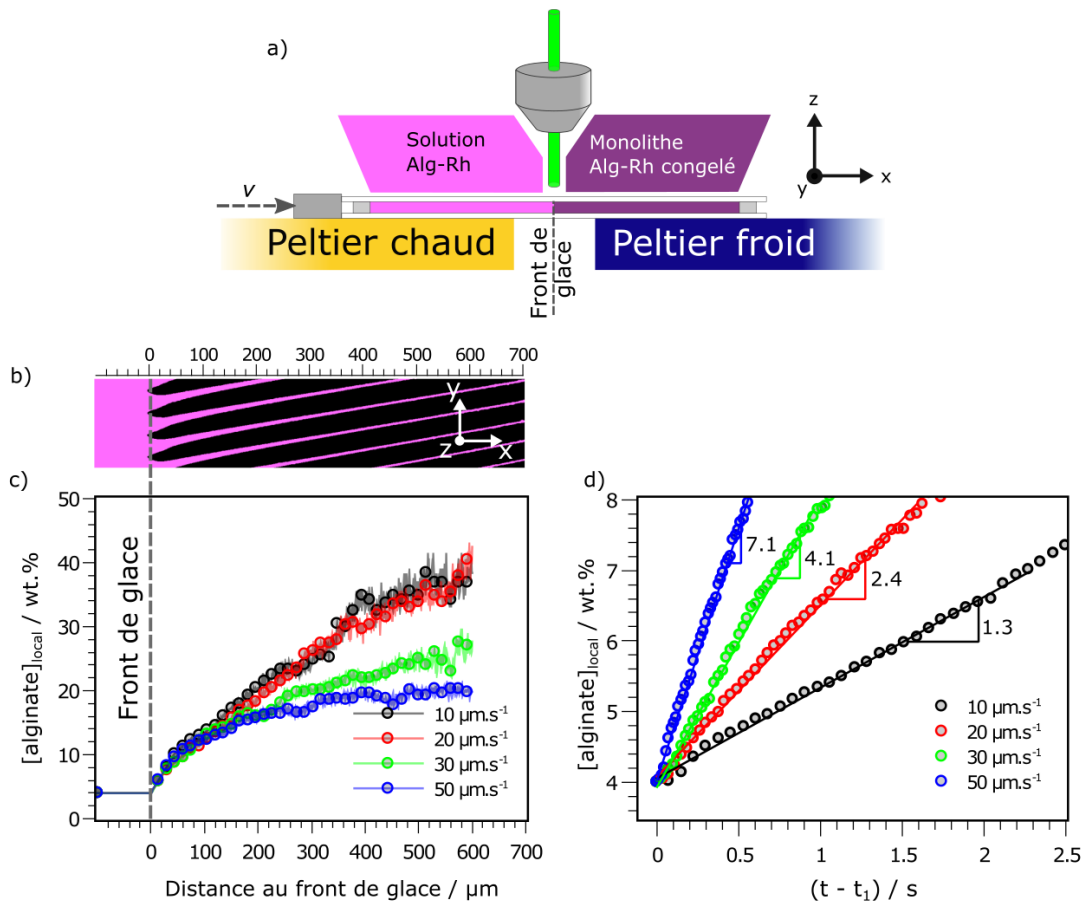 a)
Solution
Alg-Rh
Monolithe
Alg-Rh congelé
z
y
x
v
Peltier chaud
Peltier froid
Front de
glace
0 100 200 300 400 500 600 700
b)
y
z
x
c)
50
40
30
20
10
0
[alginate]local / wt.%
Front de glace
10 µm.s-1
20 µm.s-1
30 µm.s-1
50 µm.s-1
0 100 200 300 400 500 600 700
Distance au front de glace / µm
d)
8
7
6
5
4
[alginate]local / wt.%
7.1
4.1
2.4
1.3
10 µm.s-1
20 µm.s-1
30 µm.s-1
50 µm.s-1
0 0.5 1 1.5 2 2.5
(t - t1) / s